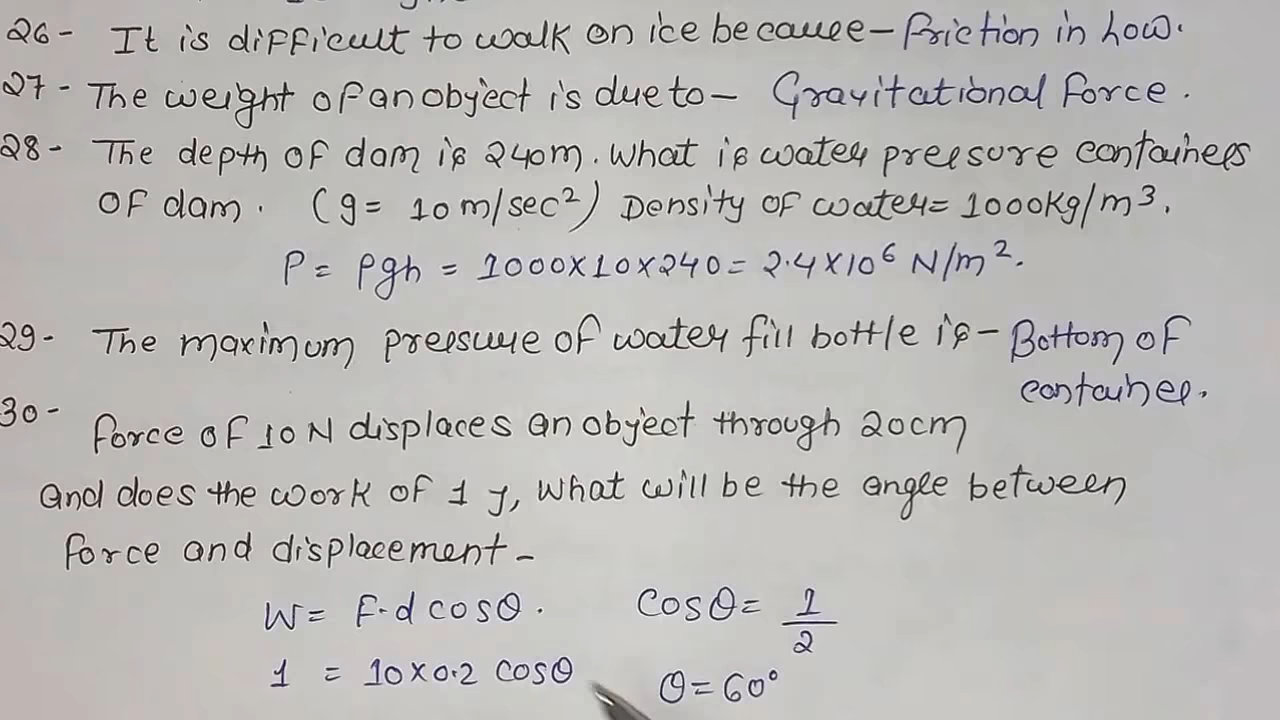 26- It is difficult to walk on ice because - Friction in low.
27- The weight of an object is due to - Gravitational Force.
28- The depth of dam is 240m. What is water pressure containers
of dam. (g= 10 m/sec²) Density of water= 1000Kg/m³.
P = ρgh = 1000×10×240 = 2.4×10⁶ N/m².
29- The maximum pressure of water fill bottle is - Bottom of
container.
30- Force of 10 N displaces an object through 20cm
and does the work of 1 J, What will be the angle between
force and displacement -
W = F.d cosθ. Cosθ = 1/2
1 = 10×0.2 cosθ θ = 60°